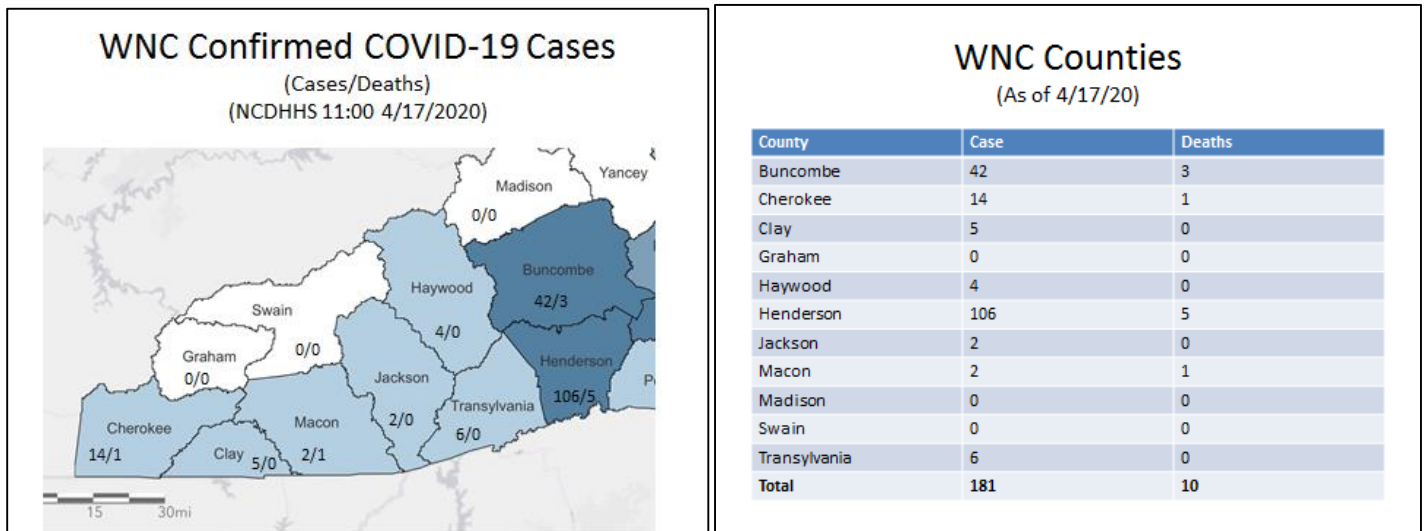 WNC Confirmed COVID-19 Cases
(Cases/Deaths)
(NCDHHS 11:00 4/17/2020)
Madison
0/0
Yancey
Buncombe
42/3
Haywood
4/0
Swain
0/0
Graham
0/0
Henderson
106/5
Jackson
2/0
Transylvania
6/0
Cherokee
14/1
Clay
5/0
Macon
2/1
15 30mi
WNC Counties
(As of 4/17/20)
County Case Deaths
Buncombe 42 3
Cherokee 14 1
Clay 5 0
Graham 0 0
Haywood 4 0
Henderson 106 5
Jackson 2 0
Macon 2 1
Madison 0 0
Swain 0 0
Transylvania 6 0
Total 181 10